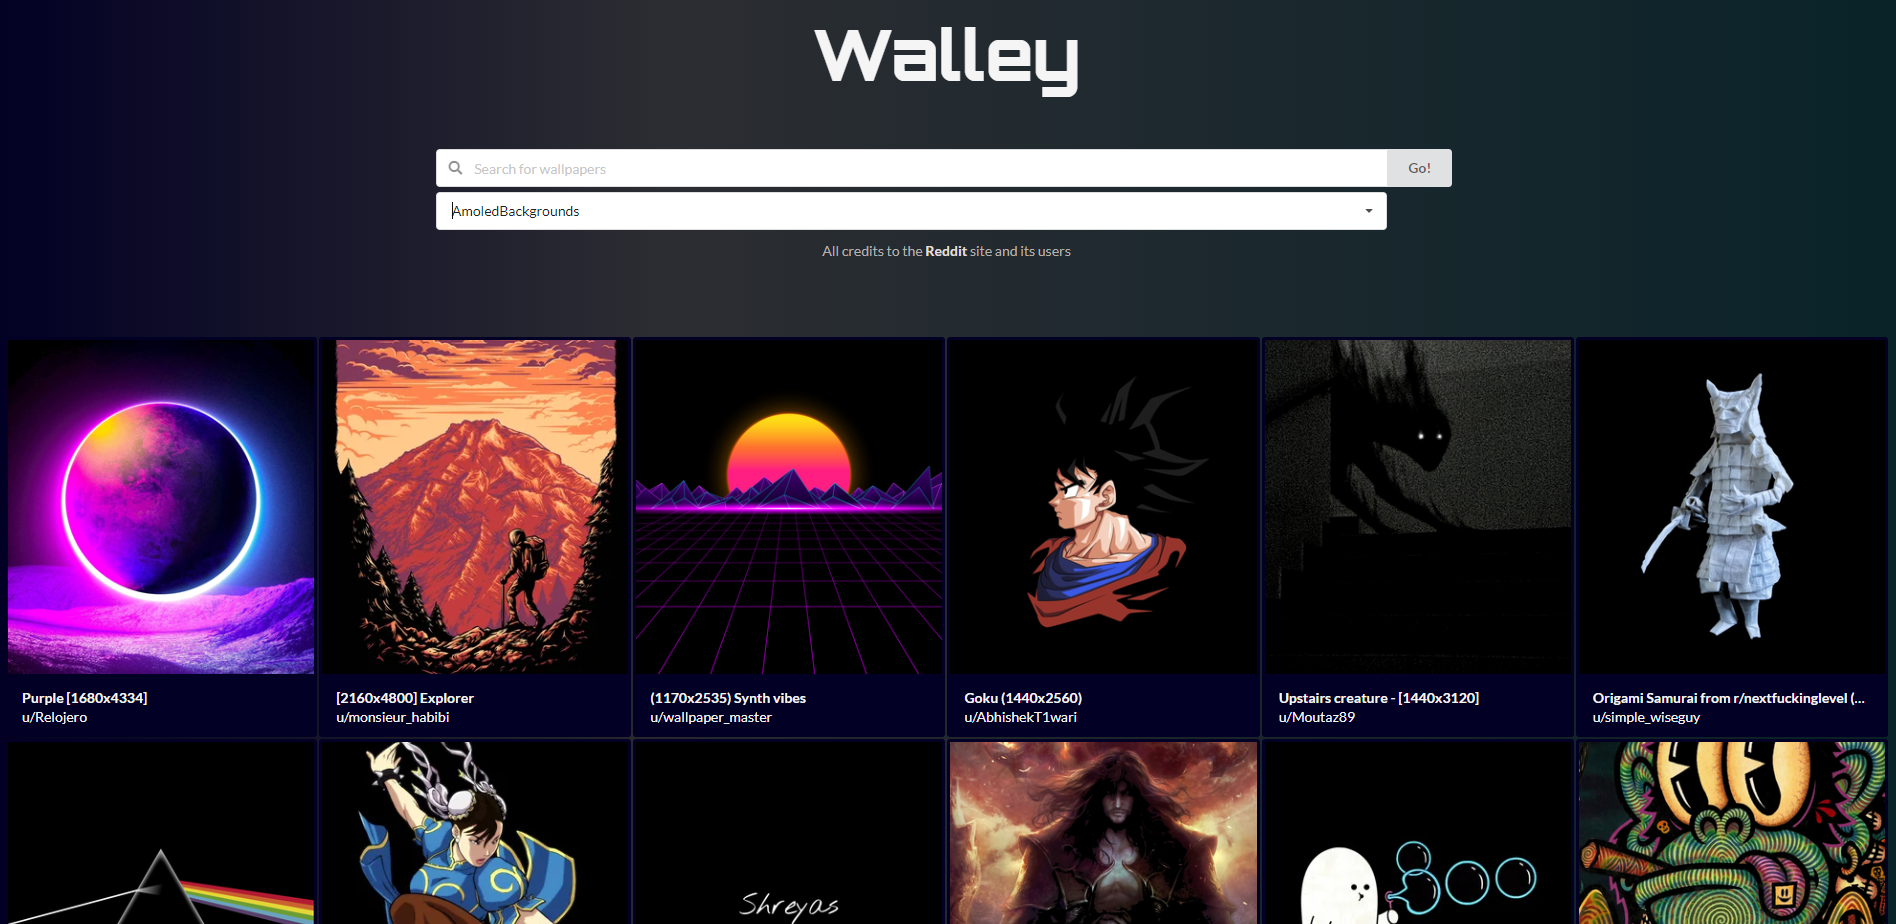 Walley
Search for wallpapers
Go!
AmoledBackgrounds
All credits to the Reddit site and its users
Purple [1680x4334]
u/Relojero
[2160x4800] Explorer
u/monsieur_habibi
(1170x2535) Synth vibes
u/wallpaper_master
Goku (1440x2560)
u/AbhishekT1wari
Upstairs creature - [1440x3120]
u/Moutaz89
Origami Samurai from r/nextfuckinglevel (...
u/simple_wiseguy
Shreyas